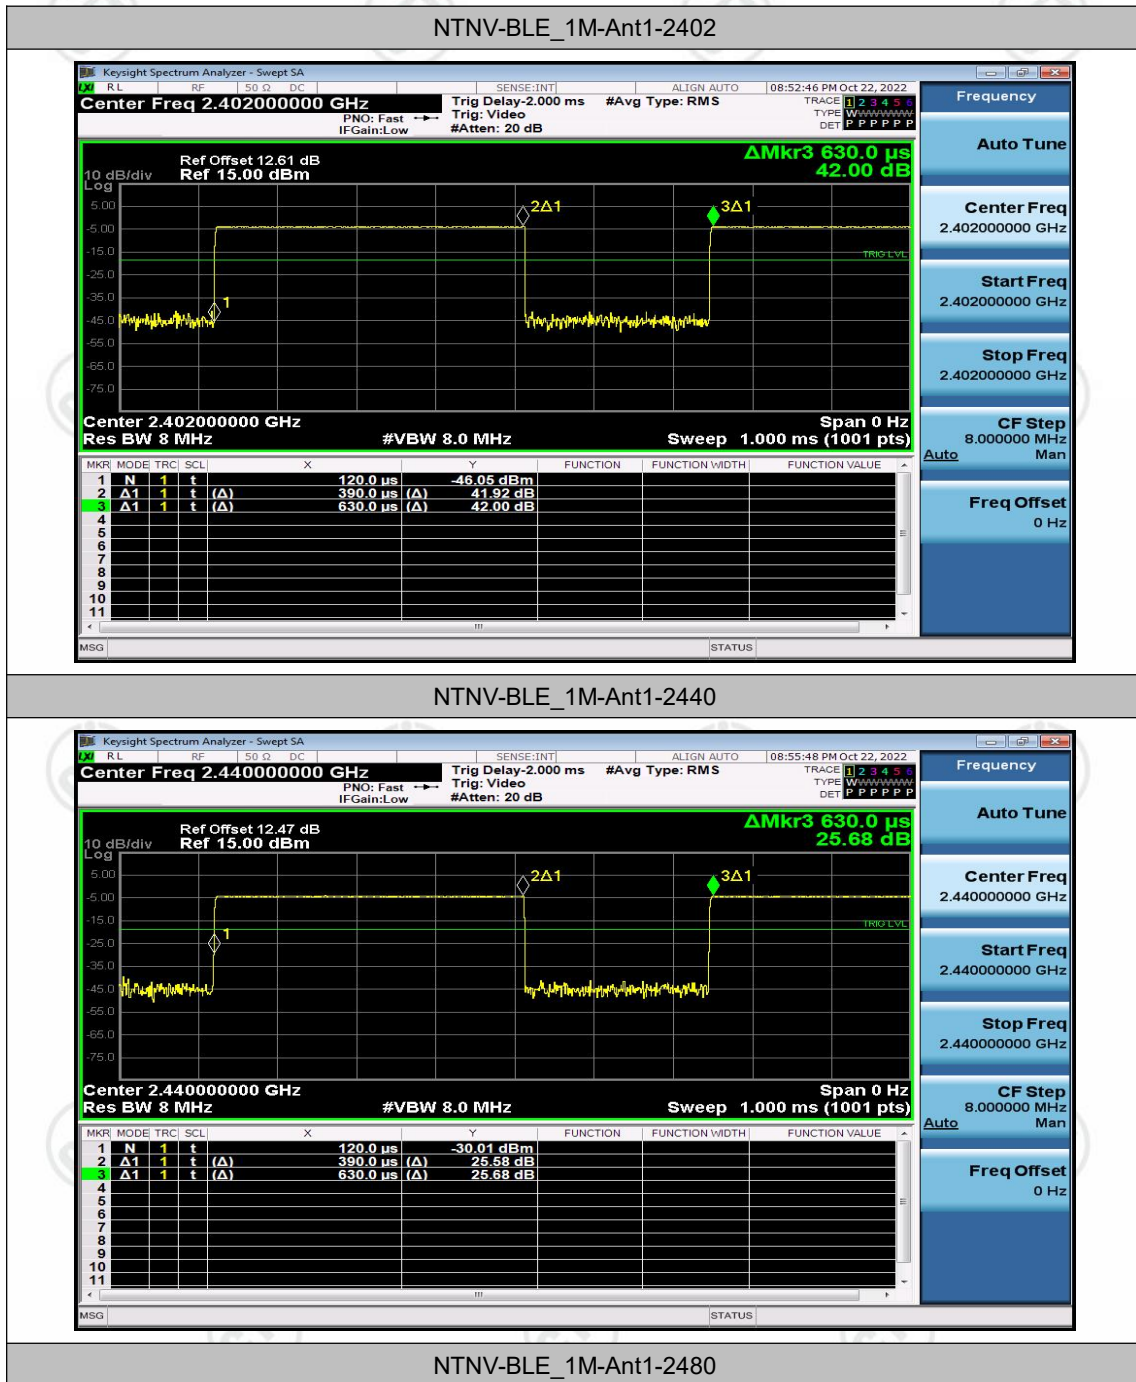 NTNV-BLE_1M-Ant1-2402
Keysight Spectrum Analyzer - Swept SA
LXI RL RF 50 Ω DC SENSE:INT ALIGN AUTO 08:52:46 PM Oct 22, 2022
Center Freq 2.402000000 GHz Trig Delay-2.000 ms #Avg Type: RMS TRACE 1 2 3 4 5 6
PNO: Fast Trig: Video TYPE WWWWWW
IFGain:Low #Atten: 20 dB DET P P P P P P
Frequency
Auto Tune
Center Freq
2.402000000 GHz
Start Freq
2.402000000 GHz
Stop Freq
2.402000000 GHz
CF Step
8.000000 MHz
Auto Man
Freq Offset
0 Hz
ΔMkr3 630.0 µs
42.00 dB
Ref Offset 12.61 dB
10 dB/div Ref 15.00 dBm
Log
5.00
-5.00
-15.0
-25.0
-35.0
-45.0
-55.0
-65.0
-75.0
2Δ1
3Δ1
TRIG LVL
1
Center 2.402000000 GHz Span 0 Hz
Res BW 8 MHz #VBW 8.0 MHz Sweep 1.000 ms (1001 pts)
MKR MODE TRC SCL X Y FUNCTION FUNCTION WIDTH FUNCTION VALUE
1 N 1 t 120.0 µs -46.05 dBm
2 Δ1 1 t (Δ) 390.0 µs (Δ) 41.92 dB
3 Δ1 1 t (Δ) 630.0 µs (Δ) 42.00 dB
4
5
6
7
8
9
10
11
MSG STATUS
NTNV-BLE_1M-Ant1-2440
Keysight Spectrum Analyzer - Swept SA
LXI RL RF 50 Ω DC SENSE:INT ALIGN AUTO 08:55:48 PM Oct 22, 2022
Center Freq 2.440000000 GHz Trig Delay-2.000 ms #Avg Type: RMS TRACE 1 2 3 4 5 6
PNO: Fast Trig: Video TYPE WWWWWW
IFGain:Low #Atten: 20 dB DET P P P P P P
Frequency
Auto Tune
Center Freq
2.440000000 GHz
Start Freq
2.440000000 GHz
Stop Freq
2.440000000 GHz
CF Step
8.000000 MHz
Auto Man
Freq Offset
0 Hz
ΔMkr3 630.0 µs
25.68 dB
Ref Offset 12.47 dB
10 dB/div Ref 15.00 dBm
Log
5.00
-5.00
-15.0
-25.0
-35.0
-45.0
-55.0
-65.0
-75.0
2Δ1
3Δ1
TRIG LVL
1
Center 2.440000000 GHz Span 0 Hz
Res BW 8 MHz #VBW 8.0 MHz Sweep 1.000 ms (1001 pts)
MKR MODE TRC SCL X Y FUNCTION FUNCTION WIDTH FUNCTION VALUE
1 N 1 t 120.0 µs -30.01 dBm
2 Δ1 1 t (Δ) 390.0 µs (Δ) 25.58 dB
3 Δ1 1 t (Δ) 630.0 µs (Δ) 25.68 dB
4
5
6
7
8
9
10
11
MSG STATUS
NTNV-BLE_1M-Ant1-2480